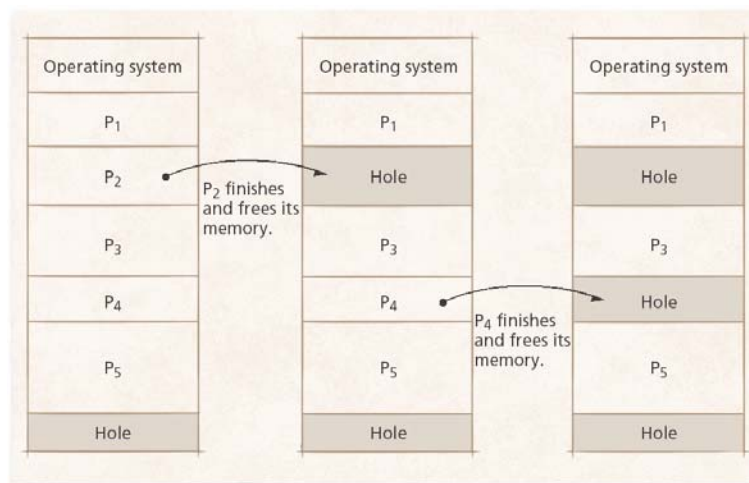 Operating system
P₁
P₂
P₃
P₄
P₅
Hole
P₂ finishes
and frees its
memory.
Operating system
P₁
Hole
P₃
P₄
P₅
Hole
P₄ finishes
and frees its
memory.
Operating system
P₁
Hole
P₃
Hole
P₅
Hole